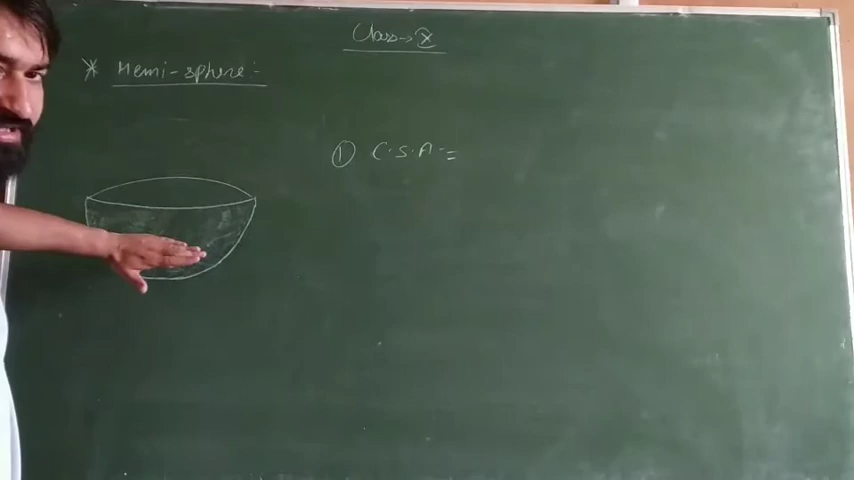 Class → X
* Hemi-sphere :-
① C.S.A. =